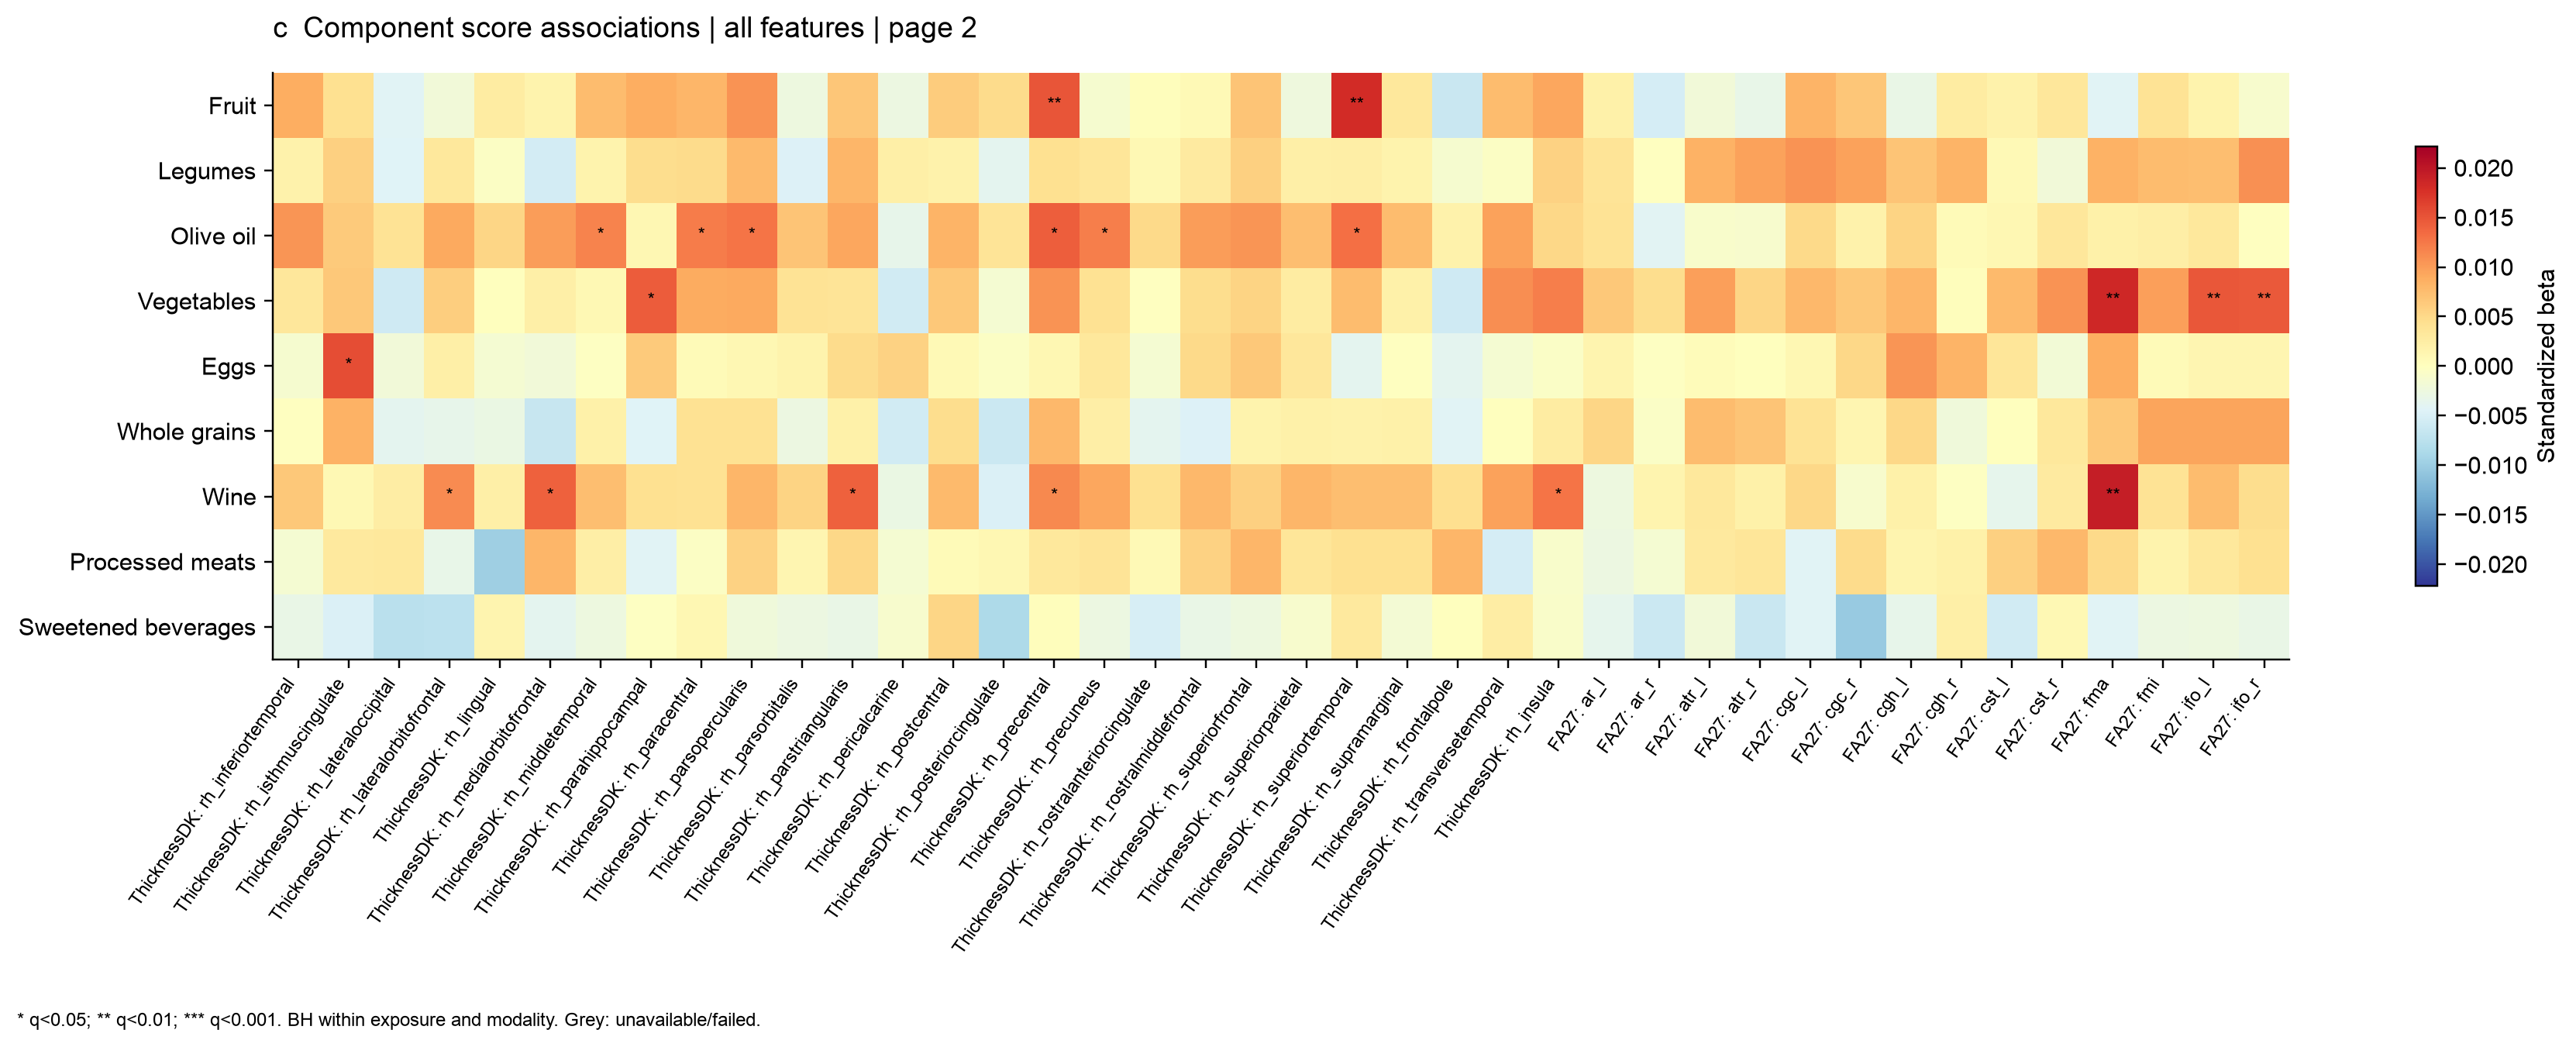 c  Component score associations | all features | page 2
Fruit
Legumes
Olive oil
Vegetables
Eggs
Whole grains
Wine
Processed meats
Sweetened beverages
** **
* * * * * *
* ** ** **
*
* * * * * **
ThicknessDK: rh_inferiortemporal
ThicknessDK: rh_isthmuscingulate
ThicknessDK: rh_lateraloccipital
ThicknessDK: rh_lateralorbitofrontal
ThicknessDK: rh_lingual
ThicknessDK: rh_medialorbitofrontal
ThicknessDK: rh_middletemporal
ThicknessDK: rh_parahippocampal
ThicknessDK: rh_paracentral
ThicknessDK: rh_parsopercularis
ThicknessDK: rh_parsorbitalis
ThicknessDK: rh_parstriangularis
ThicknessDK: rh_pericalcarine
ThicknessDK: rh_postcentral
ThicknessDK: rh_posteriorcingulate
ThicknessDK: rh_precentral
ThicknessDK: rh_precuneus
ThicknessDK: rh_rostralanteriorcingulate
ThicknessDK: rh_rostralmiddlefrontal
ThicknessDK: rh_superiorfrontal
ThicknessDK: rh_superiorparietal
ThicknessDK: rh_superiortemporal
ThicknessDK: rh_supramarginal
ThicknessDK: rh_frontalpole
ThicknessDK: rh_transversetemporal
ThicknessDK: rh_insula
FA27: ar_l
FA27: ar_r
FA27: atr_l
FA27: atr_r
FA27: cgc_l
FA27: cgc_r
FA27: cgh_l
FA27: cgh_r
FA27: cst_l
FA27: cst_r
FA27: fma
FA27: fmi
FA27: ifo_l
FA27: ifo_r
0.020
0.015
0.010
0.005
0.000
−0.005
−0.010
−0.015
−0.020
Standardized beta
* q<0.05; ** q<0.01; *** q<0.001. BH within exposure and modality. Grey: unavailable/failed.